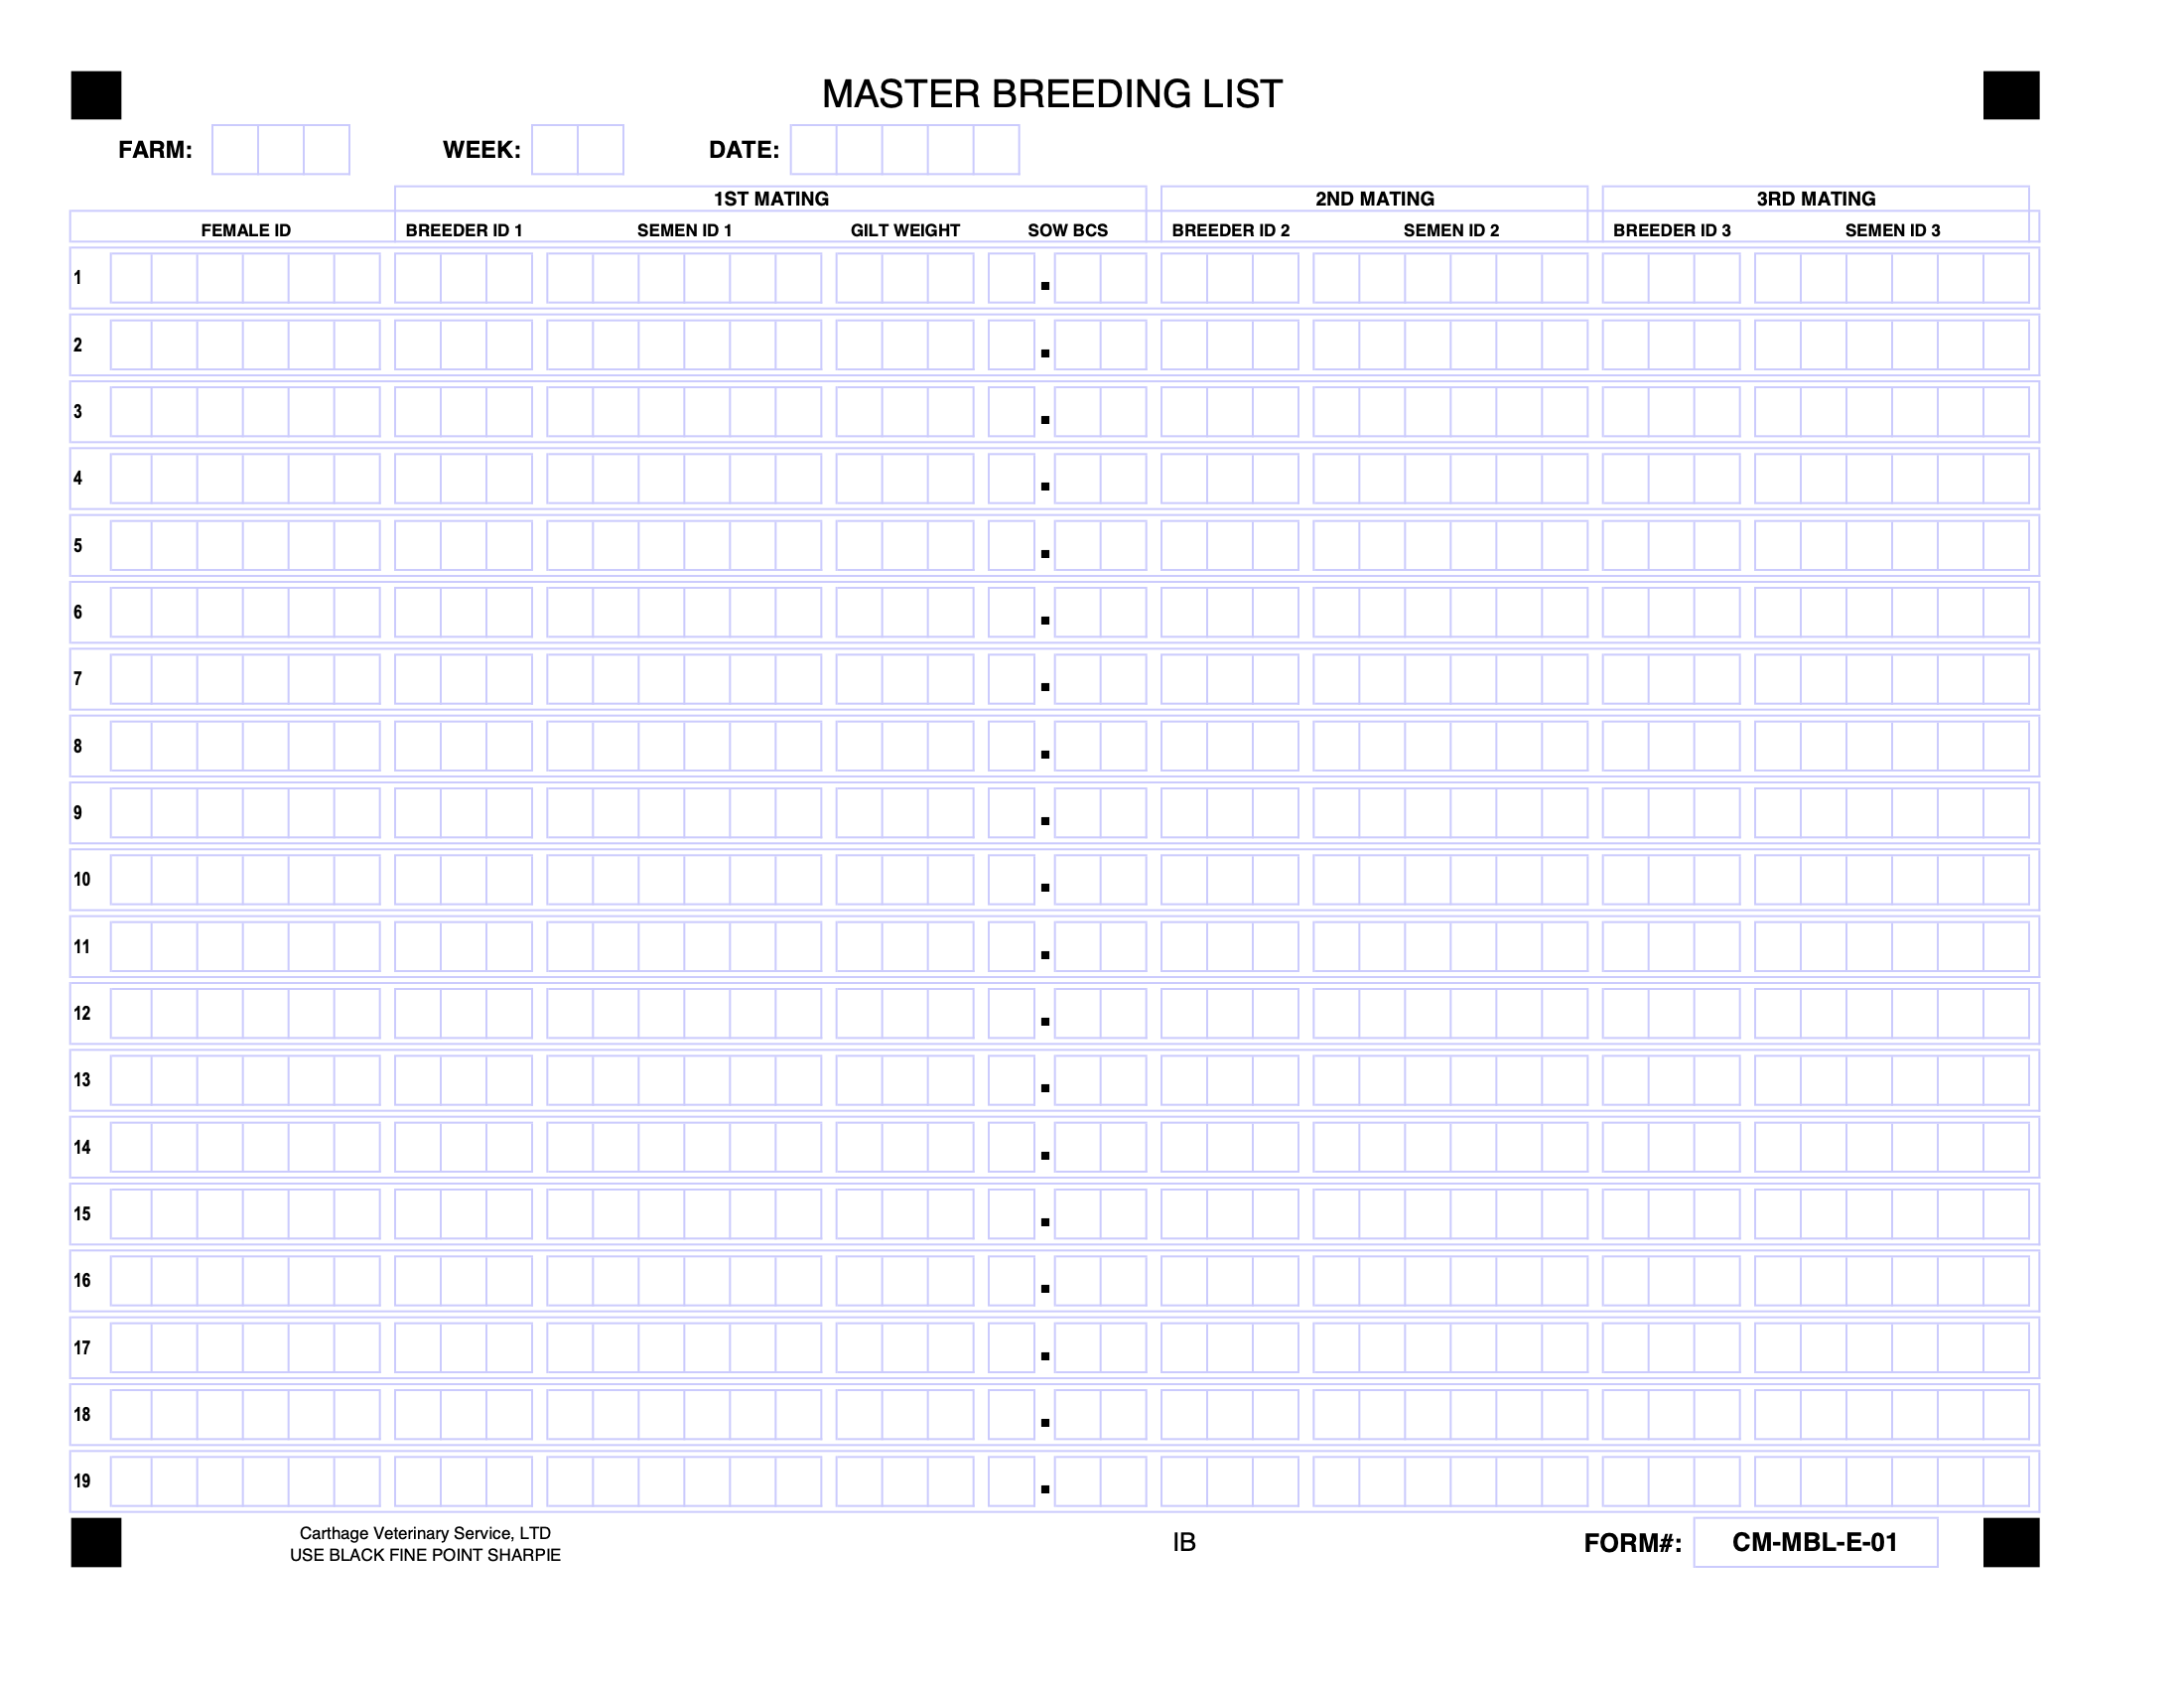 MASTER BREEDING LIST
FARM: WEEK: DATE:
1ST MATING 2ND MATING 3RD MATING
FEMALE ID BREEDER ID 1 SEMEN ID 1 GILT WEIGHT SOW BCS BREEDER ID 2 SEMEN ID 2 BREEDER ID 3 SEMEN ID 3
1 .
2 .
3 .
4 .
5 .
6 .
7 .
8 .
9 .
10 .
11 .
12 .
13 .
14 .
15 .
16 .
17 .
18 .
19 .
Carthage Veterinary Service, LTD
USE BLACK FINE POINT SHARPIE
IB
FORM#: CM-MBL-E-01